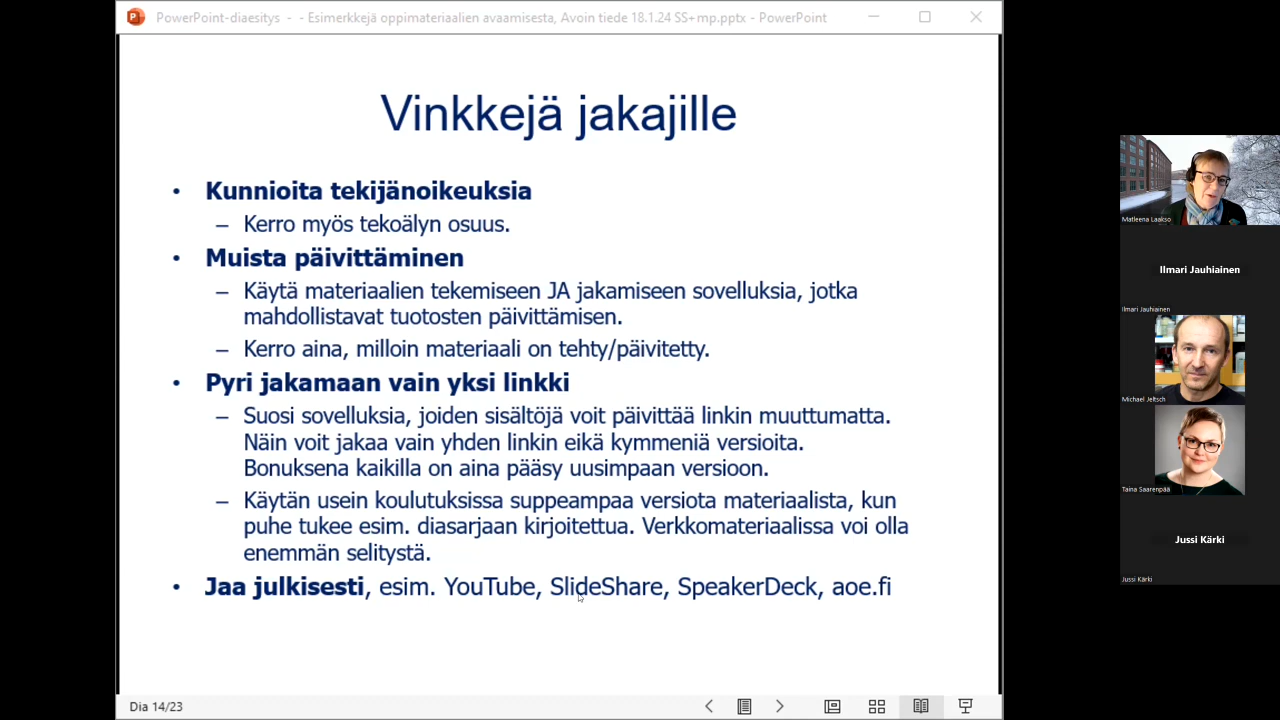 PowerPoint-diaesitys - - Esimerkkejä oppimateriaalien avaamisesta, Avoin tiede 18.1.24 SS+mp.pptx - PowerPoint
Vinkkejä jakajille
• Kunnioita tekijänoikeuksia
– Kerro myös tekoälyn osuus.
• Muista päivittäminen
– Käytä materiaalien tekemiseen JA jakamiseen sovelluksia, jotka
mahdollistavat tuotosten päivittämisen.
– Kerro aina, milloin materiaali on tehty/päivitetty.
• Pyri jakamaan vain yksi linkki
– Suosi sovelluksia, joiden sisältöjä voit päivittää linkin muuttumatta.
Näin voit jakaa vain yhden linkin eikä kymmeniä versioita.
Bonuksena kaikilla on aina pääsy uusimpaan versioon.
– Käytän usein koulutuksissa suppeampaa versiota materiaalista, kun
puhe tukee esim. diasarjaan kirjoitettua. Verkkomateriaalissa voi olla
enemmän selitystä.
• Jaa julkisesti, esim. YouTube, SlideShare, SpeakerDeck, aoe.fi
Dia 14/23
Matleena Laakso
Ilmari Jauhiainen
Ilmari Jauhiainen
Michael Jeltsch
Taina Saarenpää
Jussi Kärki
Jussi Kärki